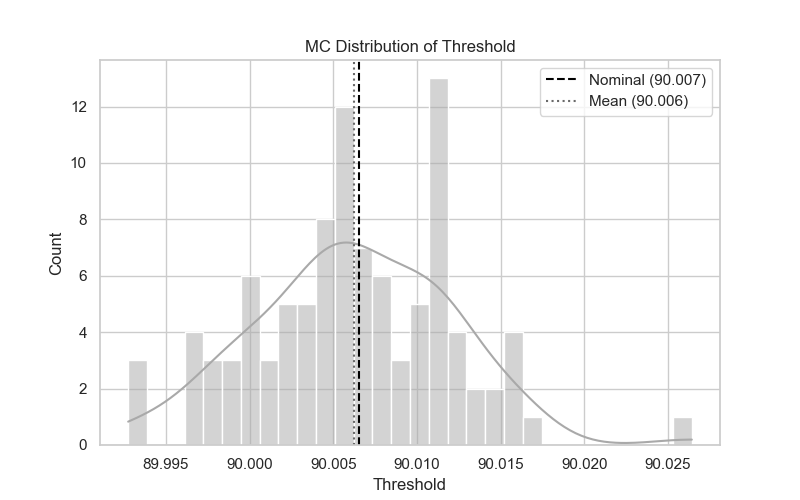 MC Distribution of Threshold
Nominal (90.007)
Mean (90.006)
Count
12
10
8
6
4
2
0
89.995 90.000 90.005 90.010 90.015 90.020 90.025
Threshold